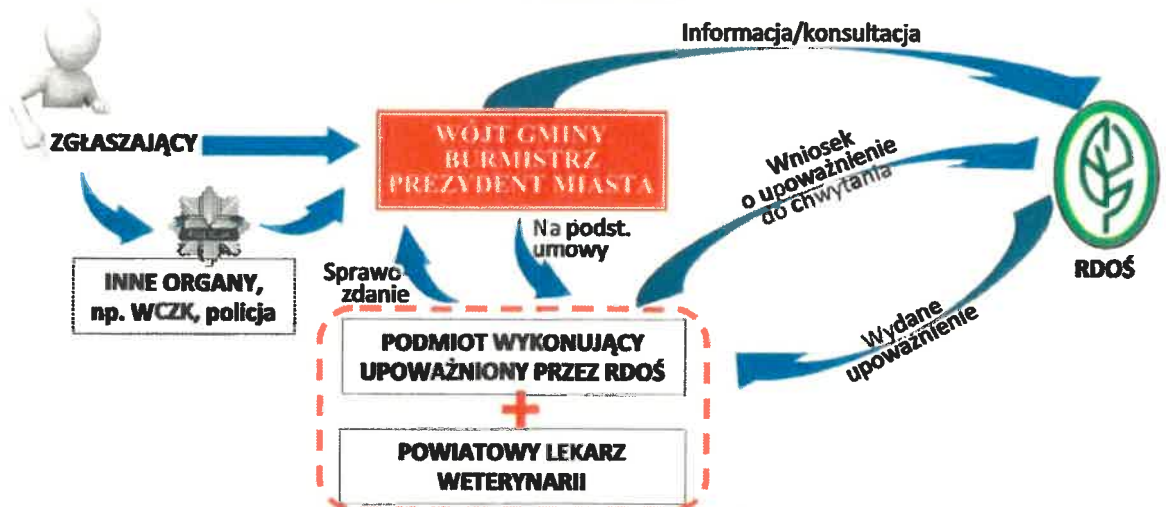 Informacja/konsultacja
ZGŁASZAJĄCY
WÓJT GMINY
BURMISTRZ
PREZYDENT MIASTA
Wniosek
o upoważnienie
do chwytania
Na podst.
umowy
RDOŚ
INNE ORGANY,
np. WCZK, policja
Sprawo
zdanie
PODMIOT WYKONUJĄCY
UPOWAŻNIONY PRZEZ RDOŚ
+
POWIATOWY LEKARZ
WETERYNARII
Wydane
upoważnienie